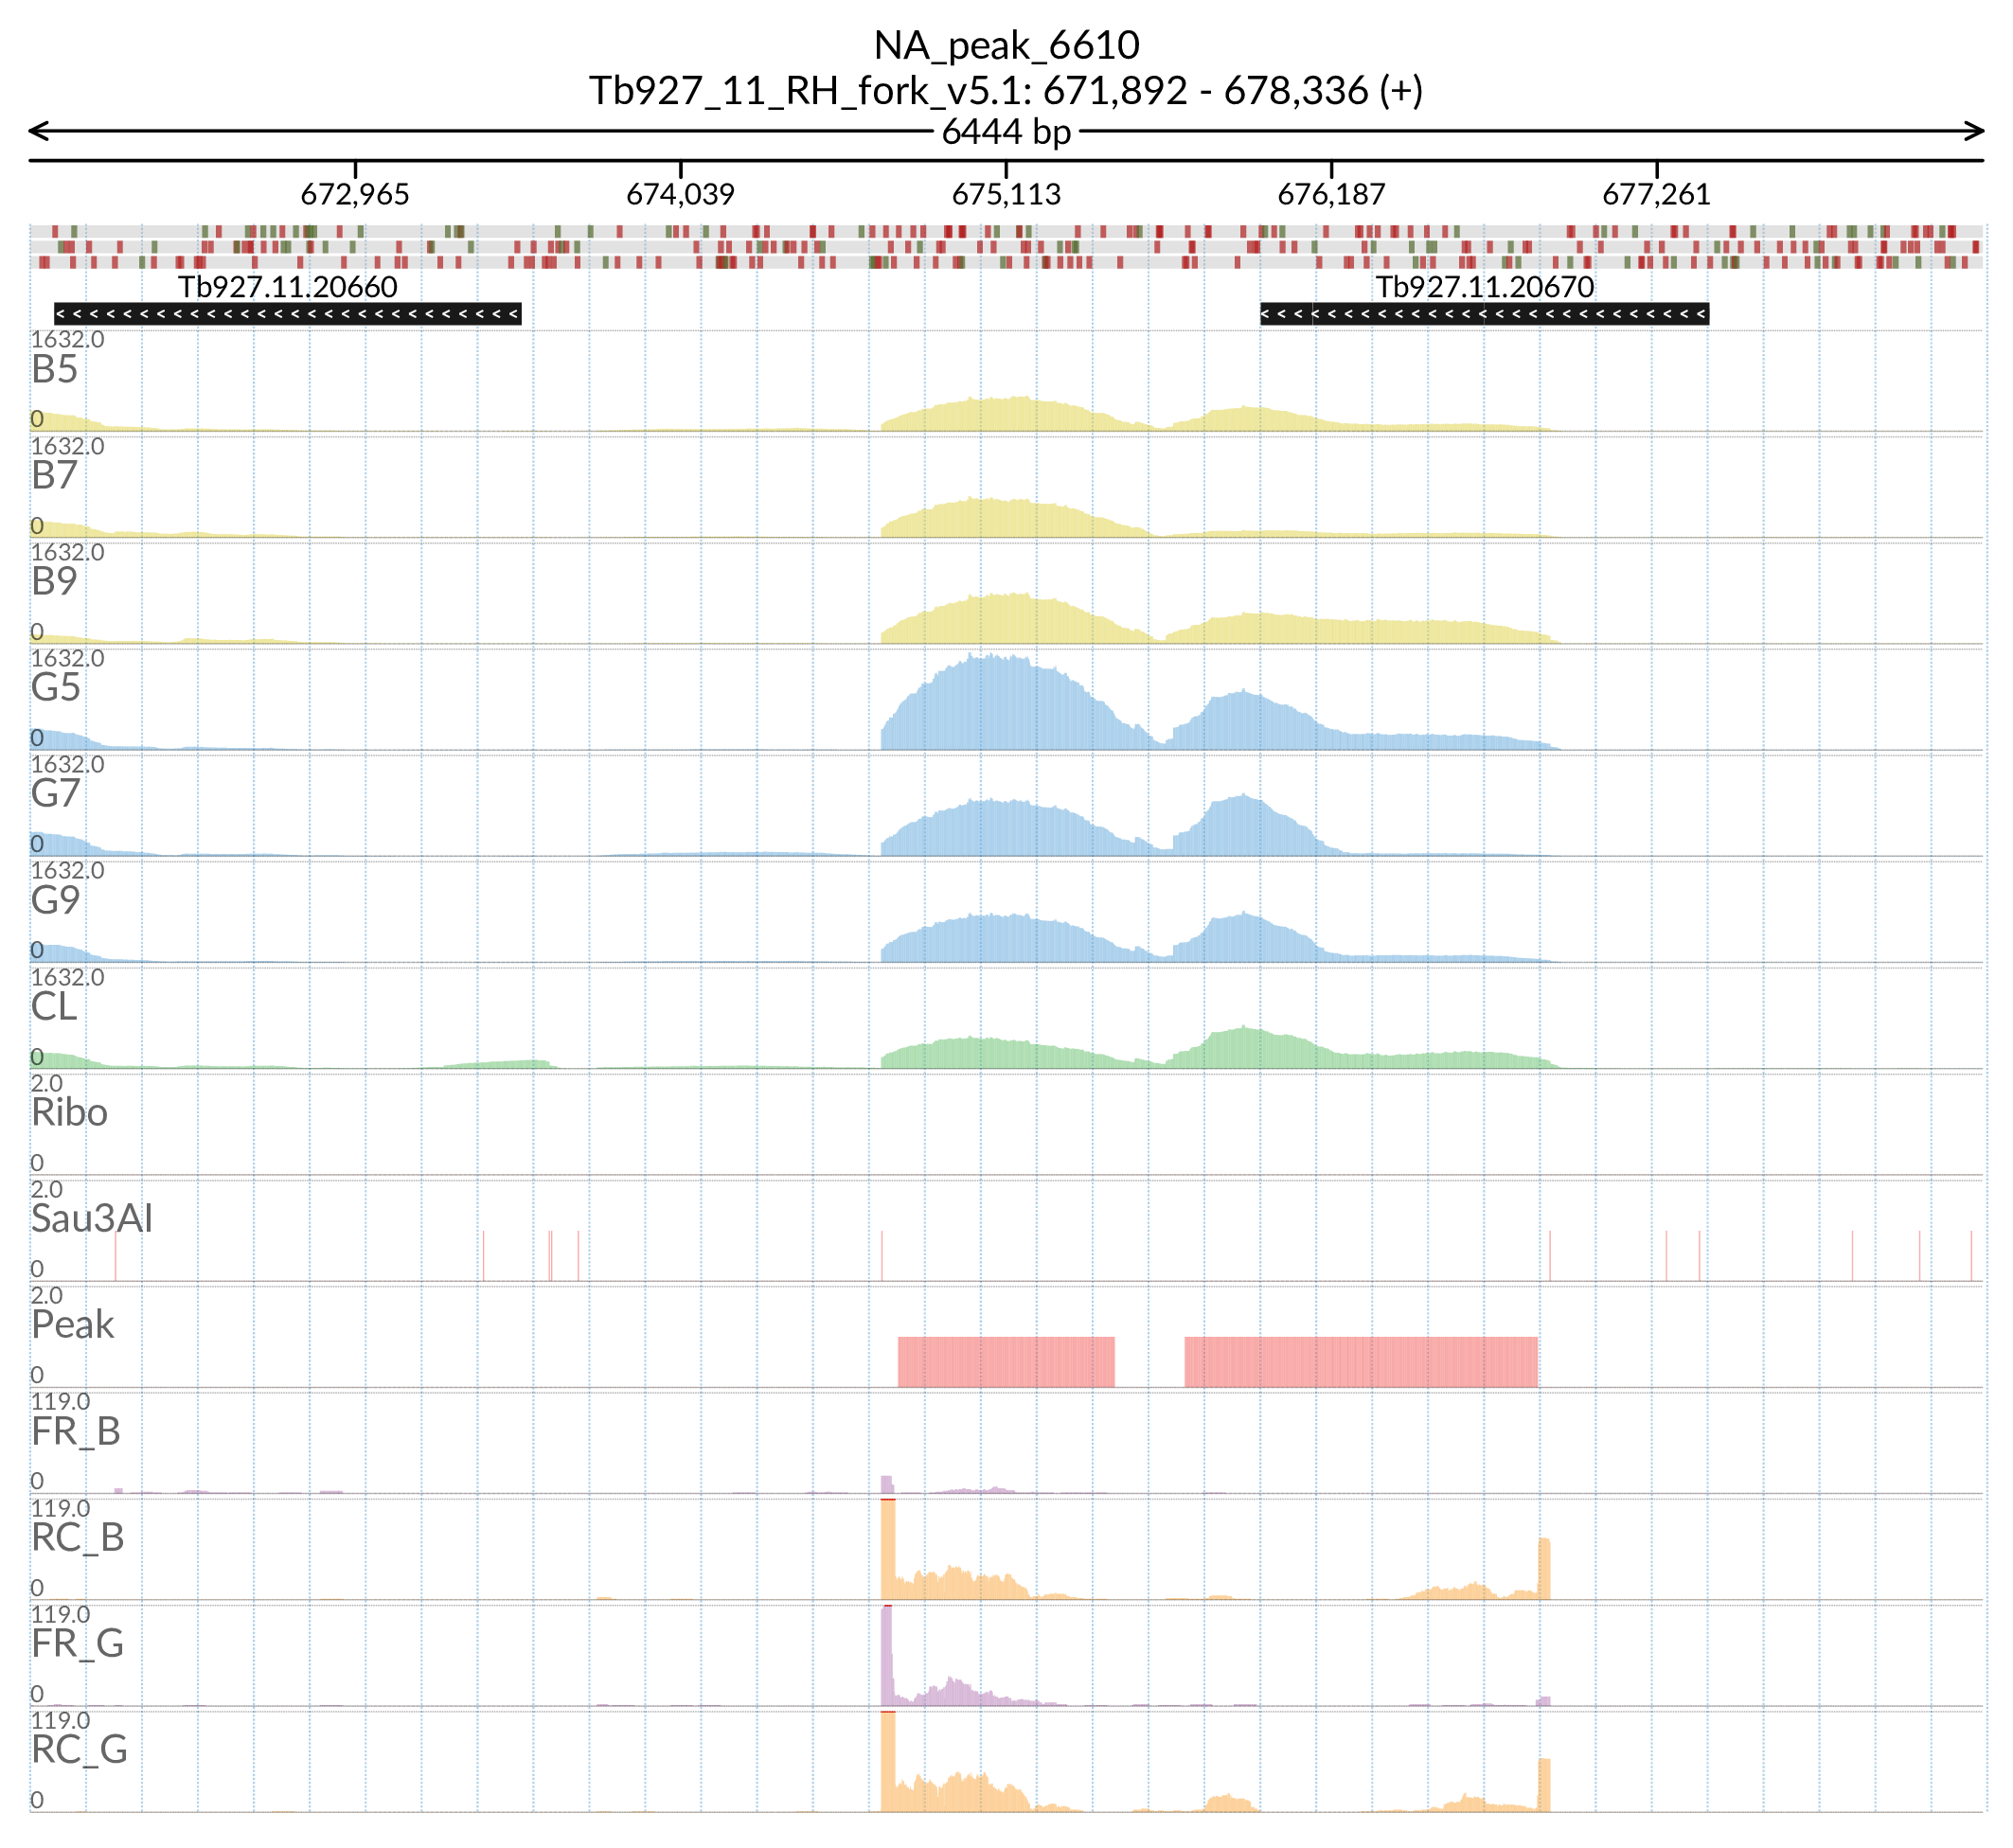 NA_peak_6610
Tb927_11_RH_fork_v5.1: 671,892 - 678,336 (+)
6444 bp
672,965 674,039 675,113 676,187 677,261
Tb927.11.20660 Tb927.11.20670
1632.0
B5
0
1632.0
B7
0
1632.0
B9
0
1632.0
G5
0
1632.0
G7
0
1632.0
G9
0
1632.0
CL
0
2.0
Ribo
0
2.0
Sau3AI
0
2.0
Peak
0
119.0
FR_B
0
119.0
RC_B
0
119.0
FR_G
0
119.0
RC_G
0